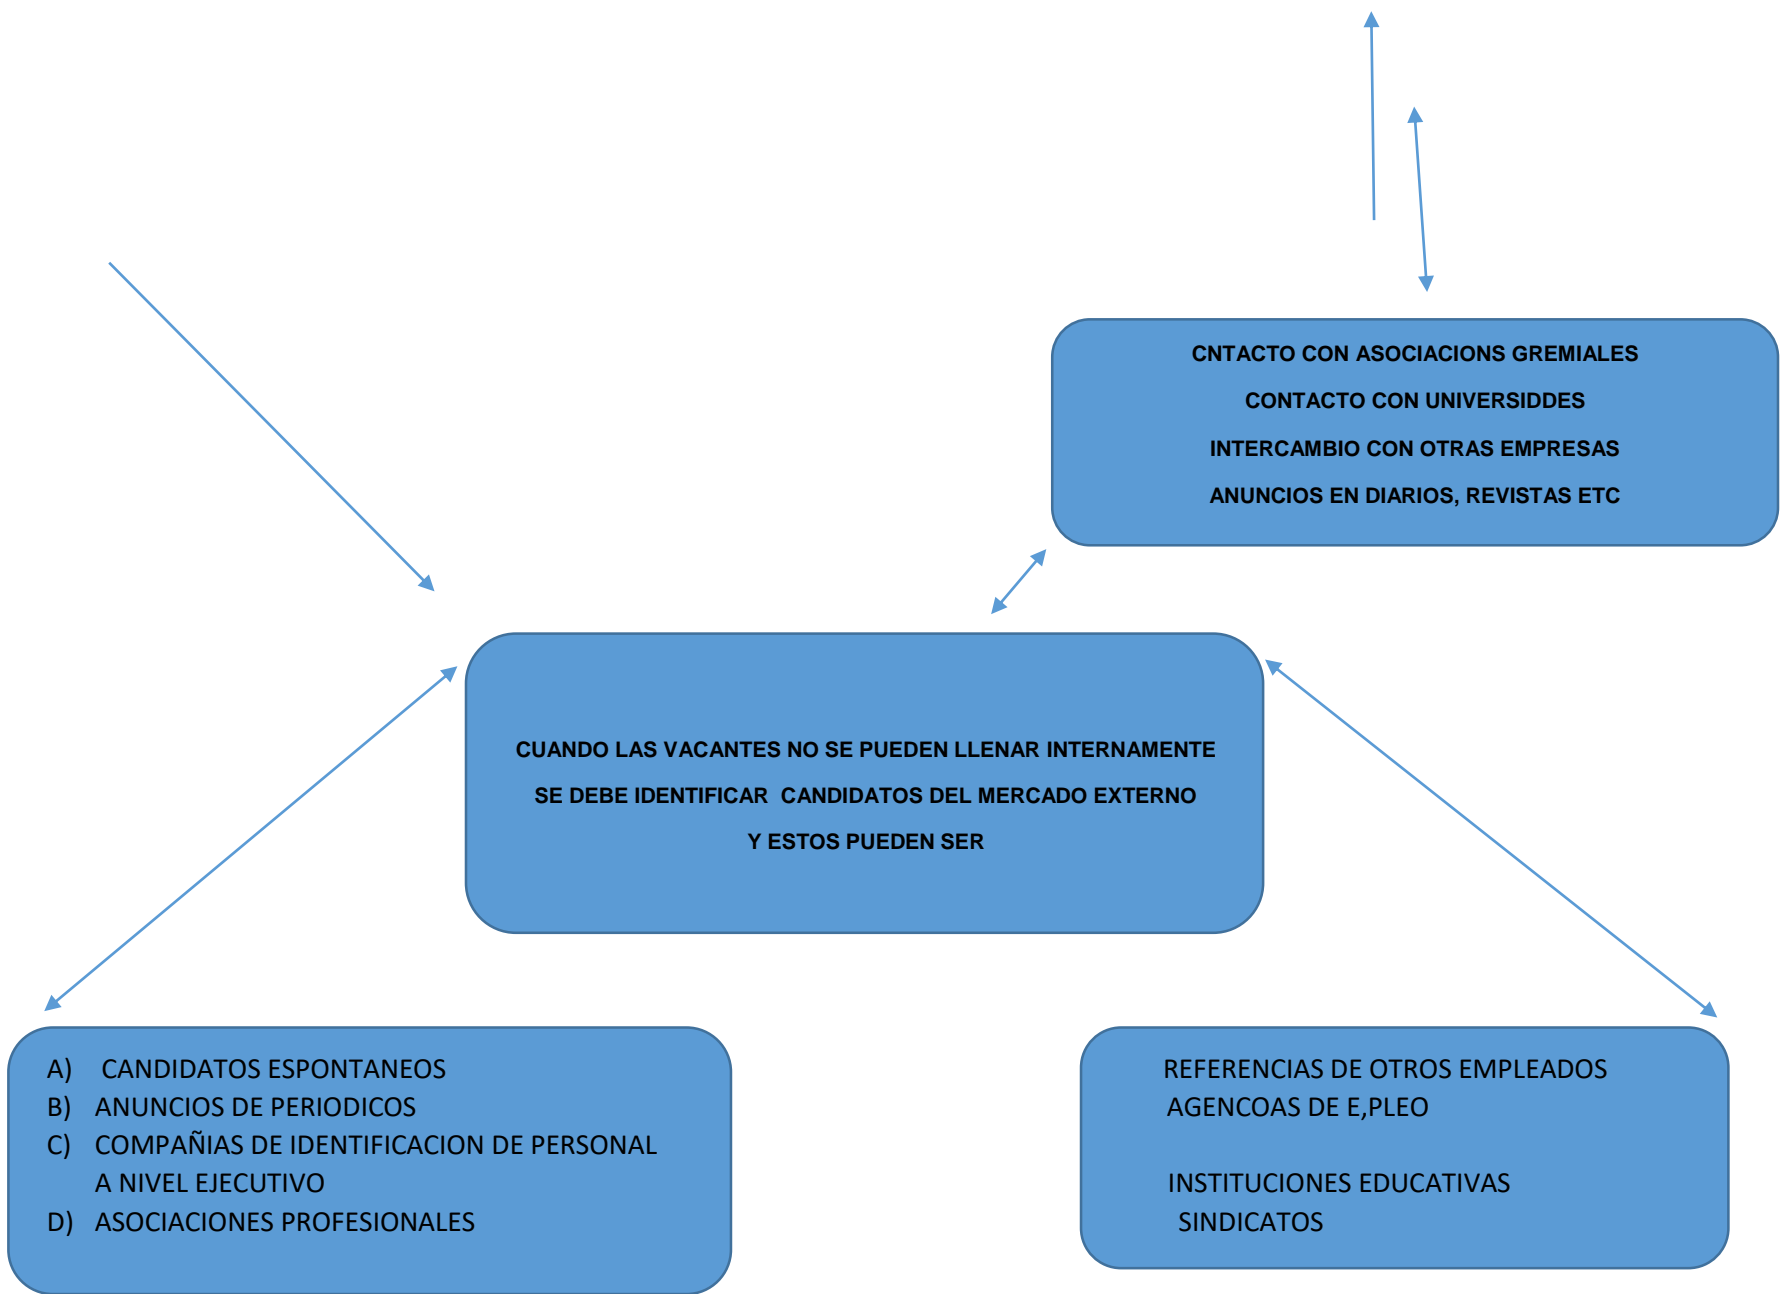 CNTACTO CON ASOCIACIONS GREMIALES
CONTACTO CON UNIVERSIDDES
INTERCAMBIO CON OTRAS EMPRESAS
ANUNCIOS EN DIARIOS, REVISTAS ETC
CUANDO LAS VACANTES NO SE PUEDEN LLENAR INTERNAMENTE
SE DEBE IDENTIFICAR CANDIDATOS DEL MERCADO EXTERNO
Y ESTOS PUEDEN SER
A) CANDIDATOS ESPONTANEOS
B) ANUNCIOS DE PERIODICOS
C) COMPAÑIAS DE IDENTIFICACION DE PERSONAL
A NIVEL EJECUTIVO
D) ASOCIACIONES PROFESIONALES
REFERENCIAS DE OTROS EMPLEADOS
AGENCOAS DE E,PLEO
INSTITUCIONES EDUCATIVAS
SINDICATOS